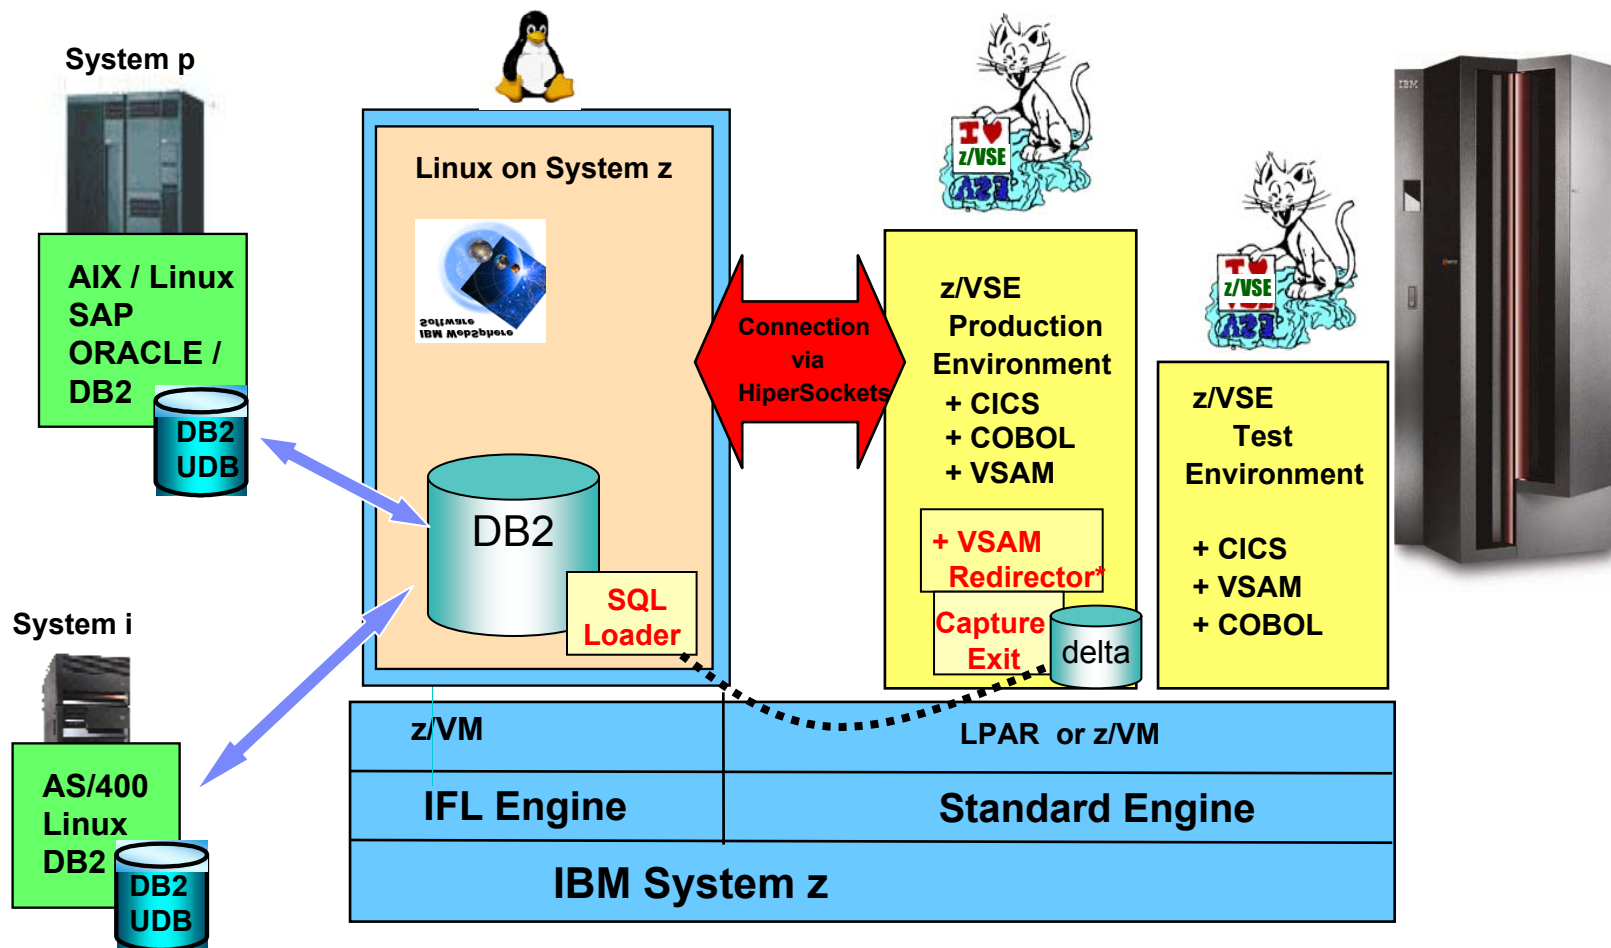 System p
AIX / Linux
SAP
ORACLE /
DB2
DB2
UDB
System i
AS/400
Linux
DB2
DB2
UDB
Linux on System z
Software
IBM WebSphere
DB2
SQL
Loader
Connection
via
HiperSockets
I ♥
z/VSE
VSE
z/VSE
Production
Environment
+ CICS
+ COBOL
+ VSAM
+ VSAM
Redirector*
Capture
Exit
delta
I ♥
z/VSE
VSE
z/VSE
Test
Environment
+ CICS
+ VSAM
+ COBOL
IBM
z/VM
LPAR or z/VM
IFL Engine
Standard Engine
IBM System z